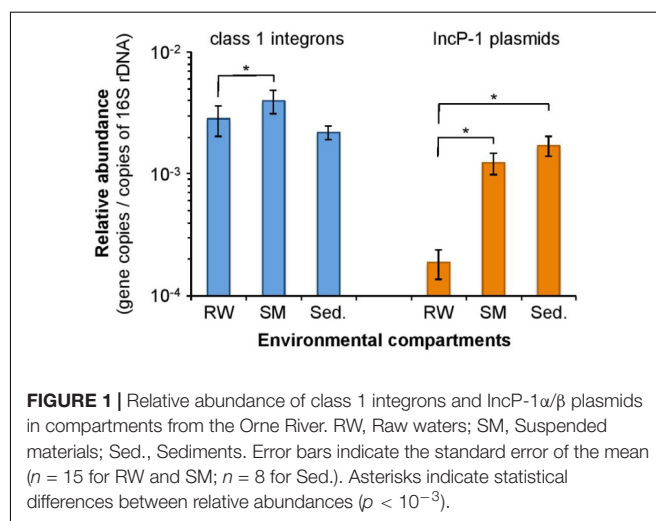 class 1 integrons IncP-1 plasmids
10⁻²
10⁻³
10⁻⁴
Relative abundance
(gene copies / copies of 16S rDNA)
*
*
*
RW SM Sed. RW SM Sed.
Environmental compartments
FIGURE 1 | Relative abundance of class 1 integrons and IncP-1α/β plasmids
in compartments from the Orne River. RW, Raw waters; SM, Suspended
materials; Sed., Sediments. Error bars indicate the standard error of the mean
(n = 15 for RW and SM; n = 8 for Sed.). Asterisks indicate statistical
differences between relative abundances (p < 10⁻³).